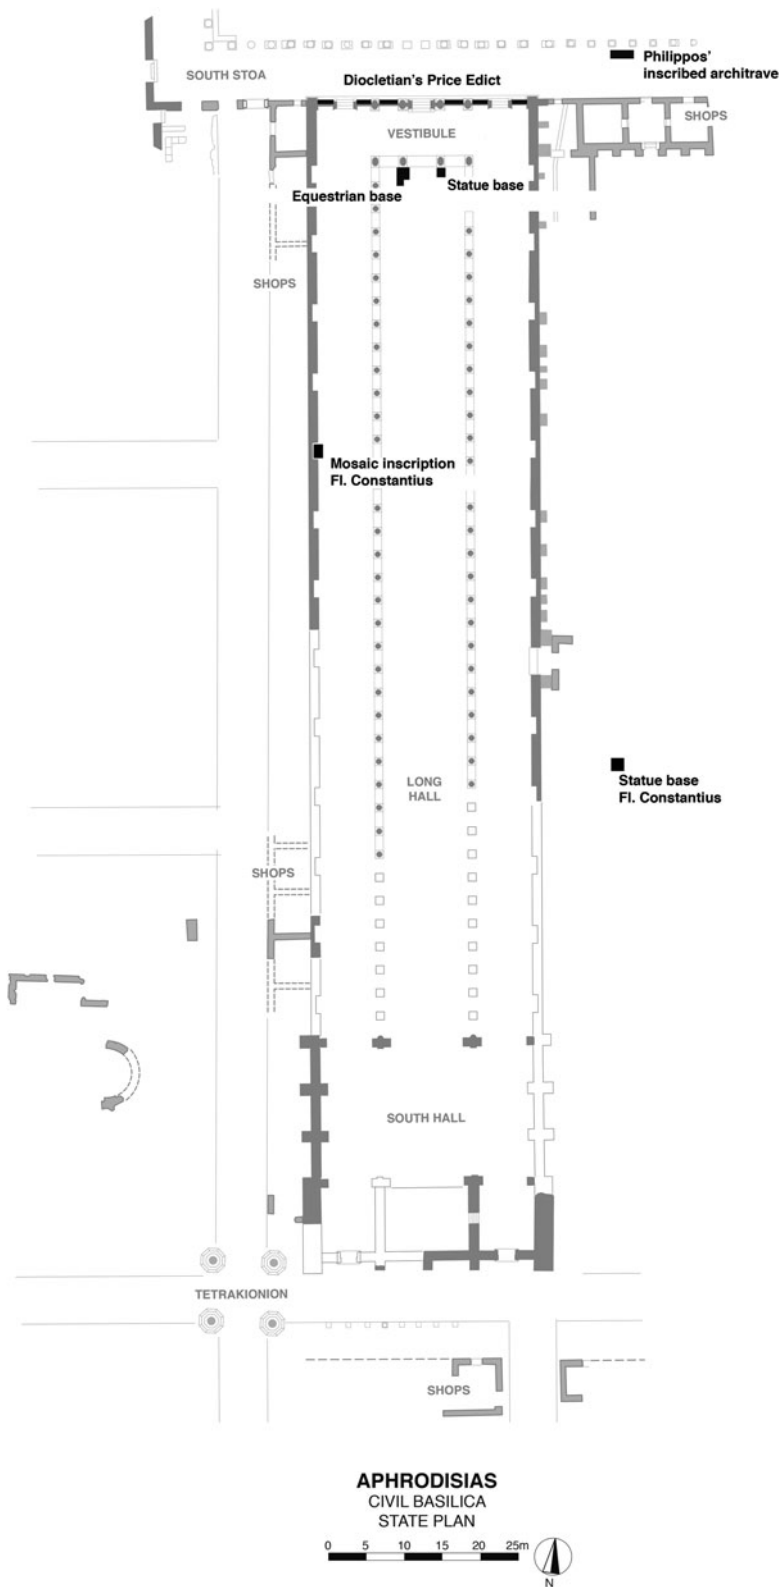 Philippos'
inscribed architrave
SOUTH STOA
Diocletian's Price Edict
SHOPS
VESTIBULE
Statue base
Equestrian base
SHOPS
Mosaic inscription
Fl. Constantius
LONG
HALL
Statue base
Fl. Constantius
SHOPS
SOUTH HALL
TETRAKIONION
SHOPS
APHRODISIAS
CIVIL BASILICA
STATE PLAN
0 5 10 15 20 25m
N